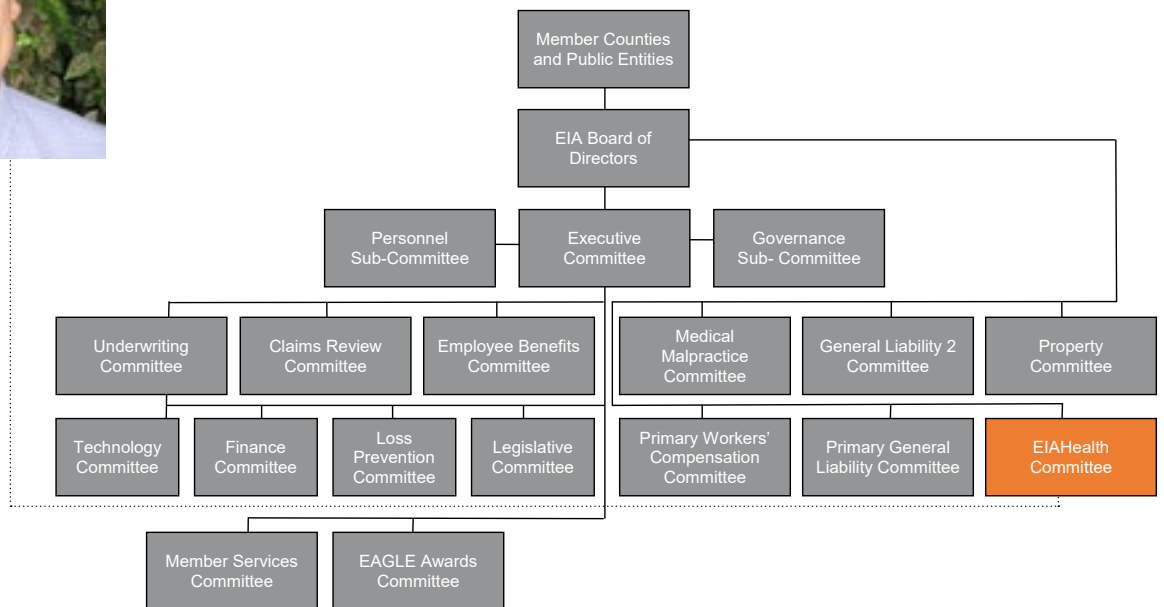 Member Counties
and Public Entities
EIA Board of
Directors
Personnel
Sub-Committee
Executive
Committee
Governance
Sub- Committee
Underwriting
Committee
Claims Review
Committee
Employee Benefits
Committee
Medical
Malpractice
Committee
General Liability 2
Committee
Property
Committee
Technology
Committee
Finance
Committee
Loss
Prevention
Committee
Legislative
Committee
Primary Workers’
Compensation
Committee
Primary General
Liability Committee
EIAHealth
Committee
Member Services
Committee
EAGLE Awards
Committee